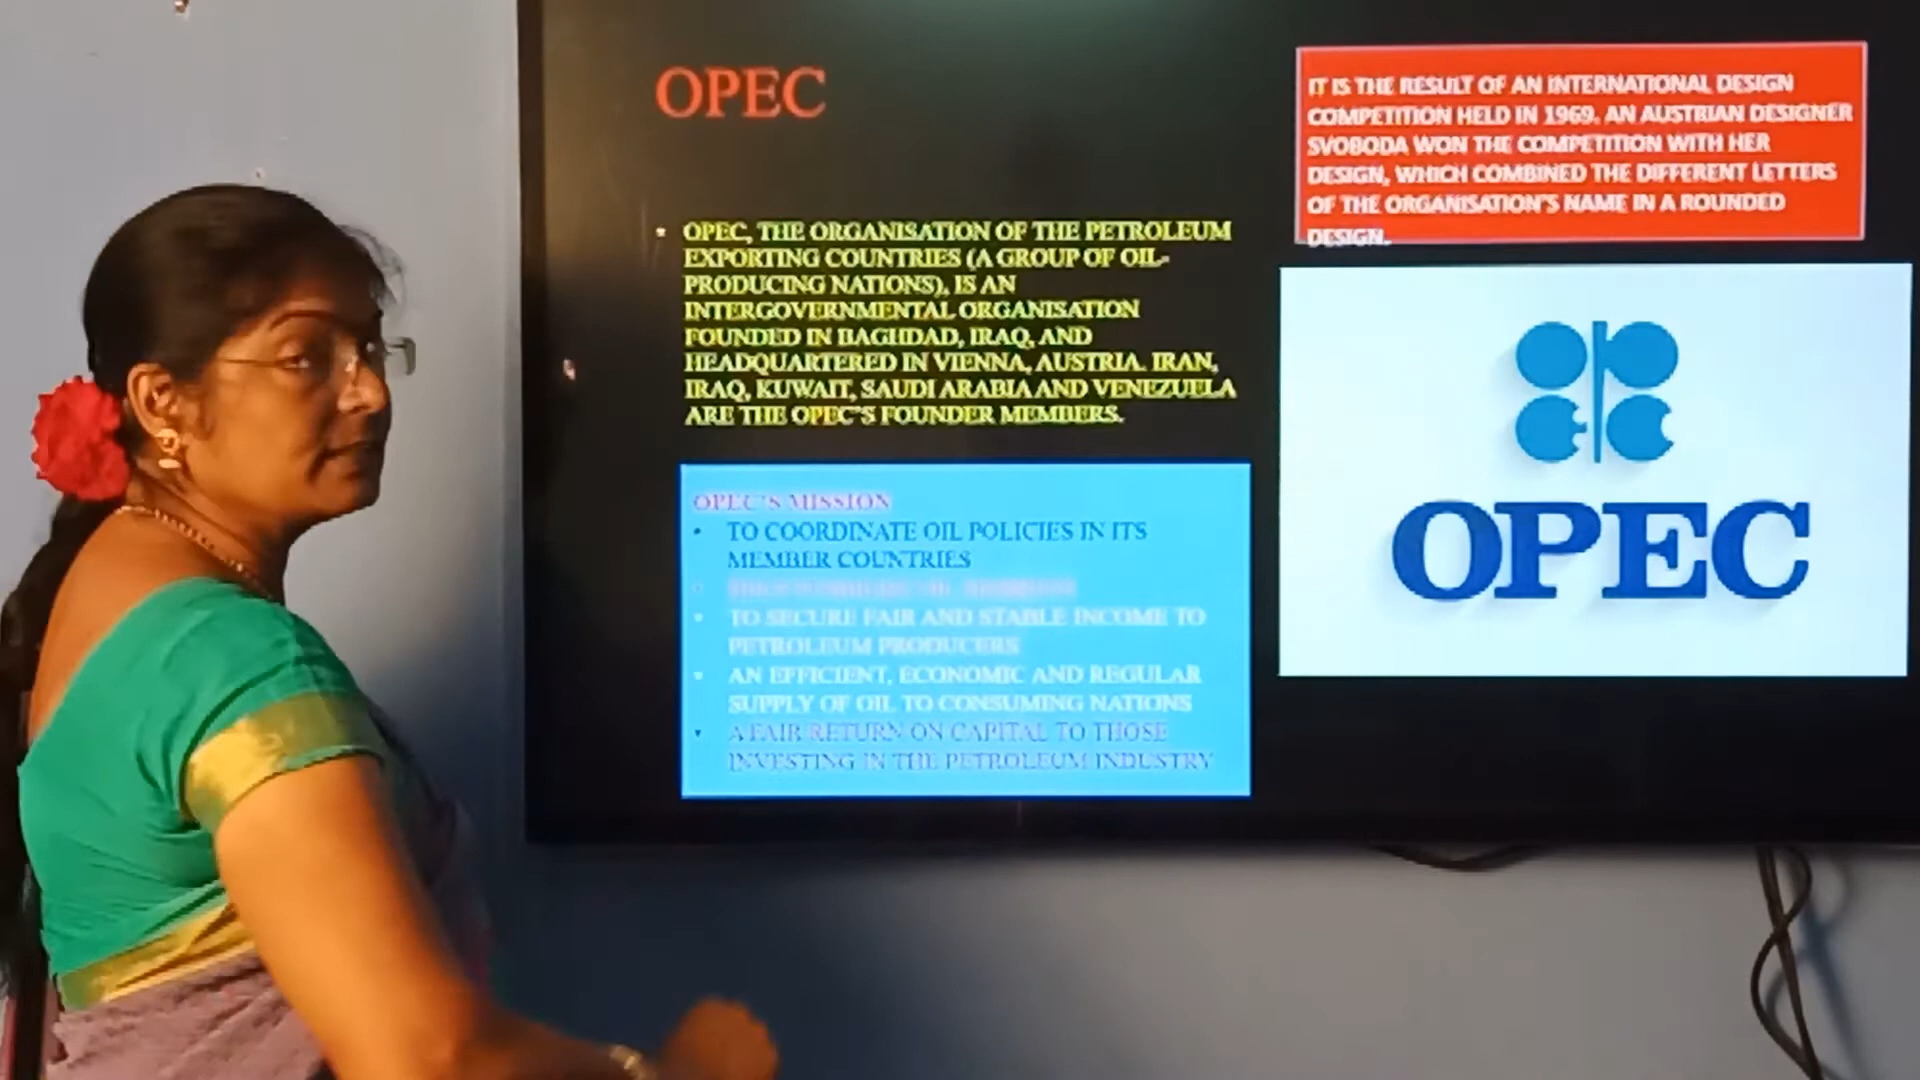 OPEC
OPEC, THE ORGANISATION OF THE PETROLEUM
EXPORTING COUNTRIES (A GROUP OF OIL-
PRODUCING NATIONS), IS AN
INTERGOVERNMENTAL ORGANISATION
FOUNDED IN BAGHDAD, IRAQ, AND
HEADQUARTERED IN VIENNA, AUSTRIA. IRAN,
IRAQ, KUWAIT, SAUDI ARABIA AND VENEZUELA
ARE THE OPEC'S FOUNDER MEMBERS.
OPEC'S MISSION
• TO COORDINATE OIL POLICIES IN ITS
MEMBER COUNTRIES
• TO SECURE FAIR AND STABLE INCOME TO
PETROLEUM PRODUCERS
• AN EFFICIENT, ECONOMIC AND REGULAR
SUPPLY OF OIL TO CONSUMING NATIONS
• A FAIR RETURN ON CAPITAL TO THOSE
INVESTING IN THE PETROLEUM INDUSTRY
IT IS THE RESULT OF AN INTERNATIONAL DESIGN
COMPETITION HELD IN 1969. AN AUSTRIAN DESIGNER
SVOBODA WON THE COMPETITION WITH HER
DESIGN, WHICH COMBINED THE DIFFERENT LETTERS
OF THE ORGANISATION'S NAME IN A ROUNDED
DESIGN.
OPEC